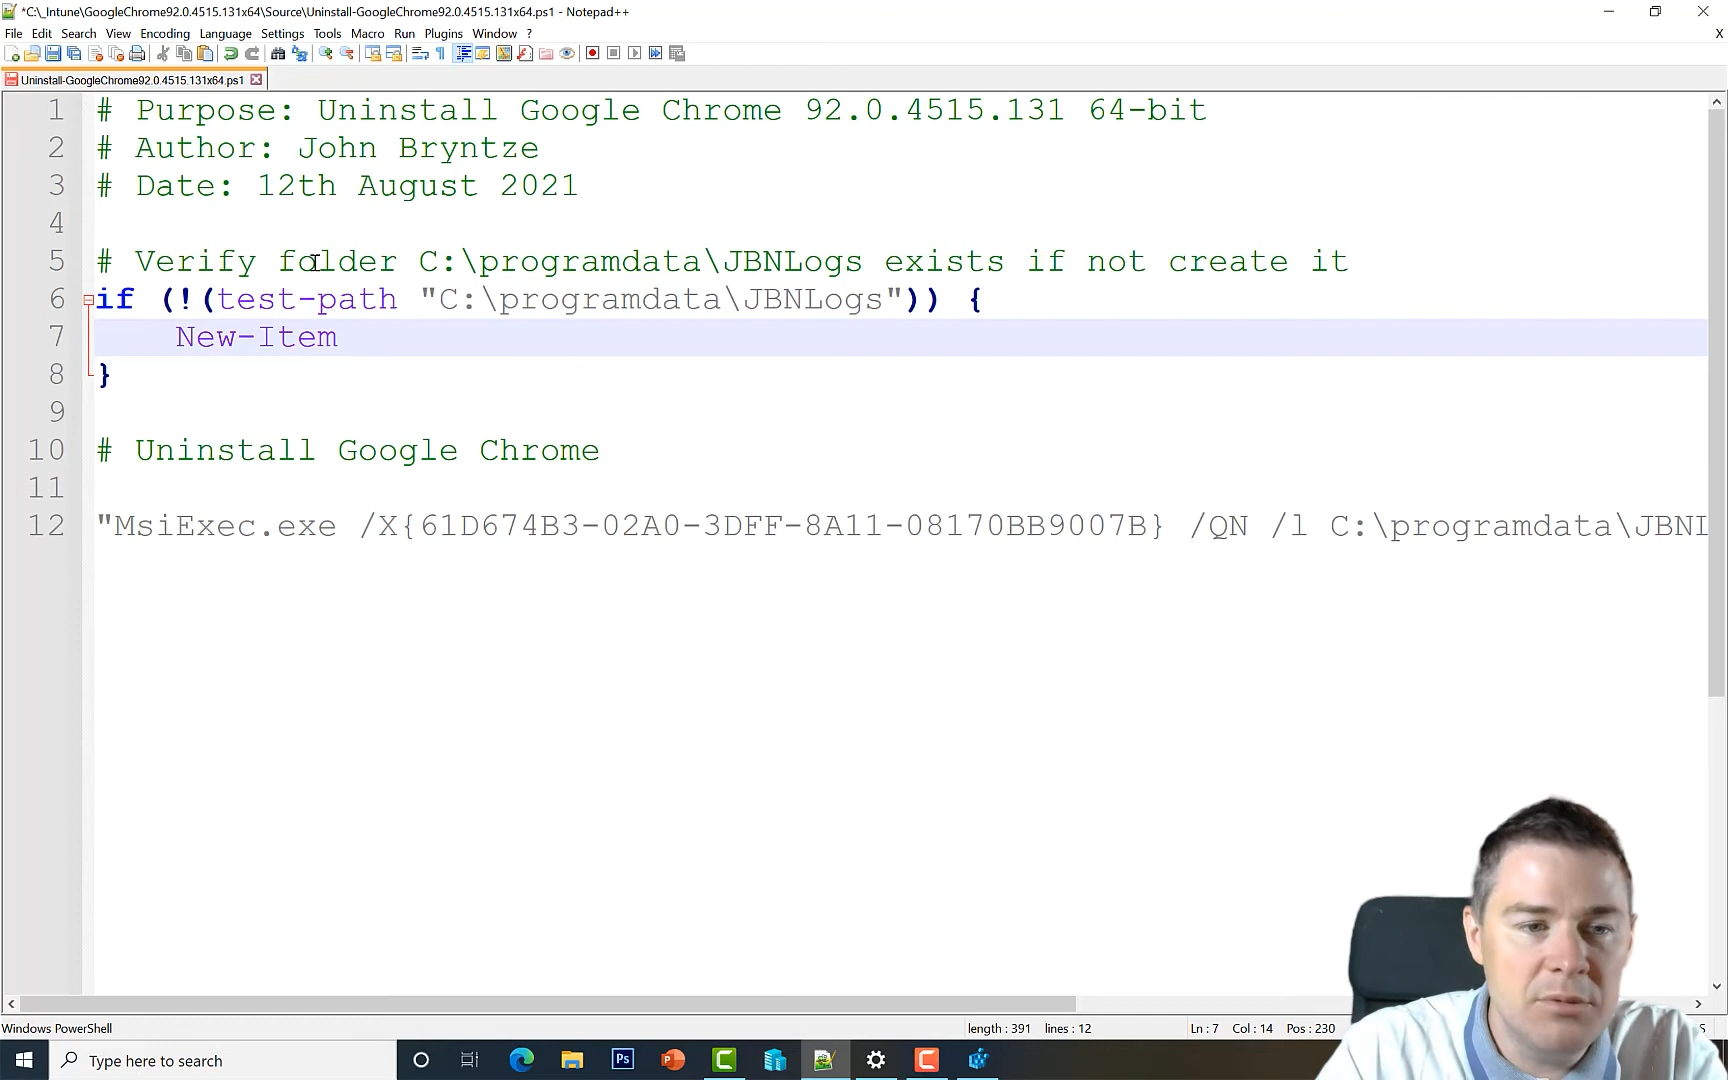 *C:\_Intune\GoogleChrome92.0.4515.131x64\Source\Uninstall-GoogleChrome92.0.4515.131x64.ps1 - Notepad++
File Edit Search View Encoding Language Settings Tools Macro Run Plugins Window ? X
Uninstall-GoogleChrome92.0.4515.131x64.ps1
1 # Purpose: Uninstall Google Chrome 92.0.4515.131 64-bit
2 # Author: John Bryntze
3 # Date: 12th August 2021
4
5 # Verify folder C:\programdata\JBNLogs exists if not create it
6 if (!(test-path "C:\programdata\JBNLogs")) {
7 New-Item
8 }
9
10 # Uninstall Google Chrome
11
12 "MsiExec.exe /X{61D674B3-02A0-3DFF-8A11-08170BB9007B} /QN /l C:\programdata\JBNL
Windows PowerShell length : 391 lines : 12 Ln : 7 Col : 14 Pos : 230 S
Type here to search Ps